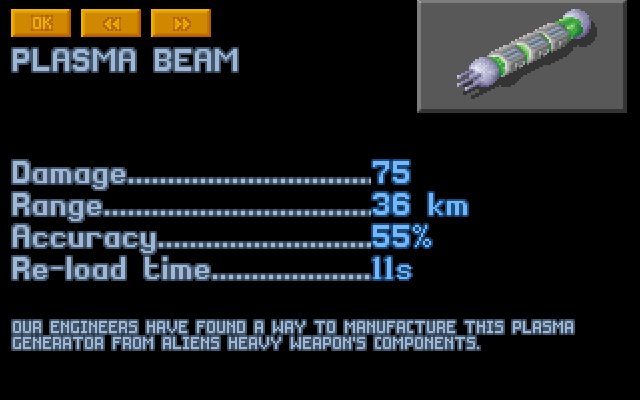 OK << >>
PLASMA BEAM
Damage.....................................75
Range.........................................36 km
Accuracy................................55%
Re-load time........................11s
OUR ENGINEERS HAVE FOUND A WAY TO MANUFACTURE THIS PLASMA
GENERATOR FROM ALIENS HEAVY WEAPON'S COMPONENTS.